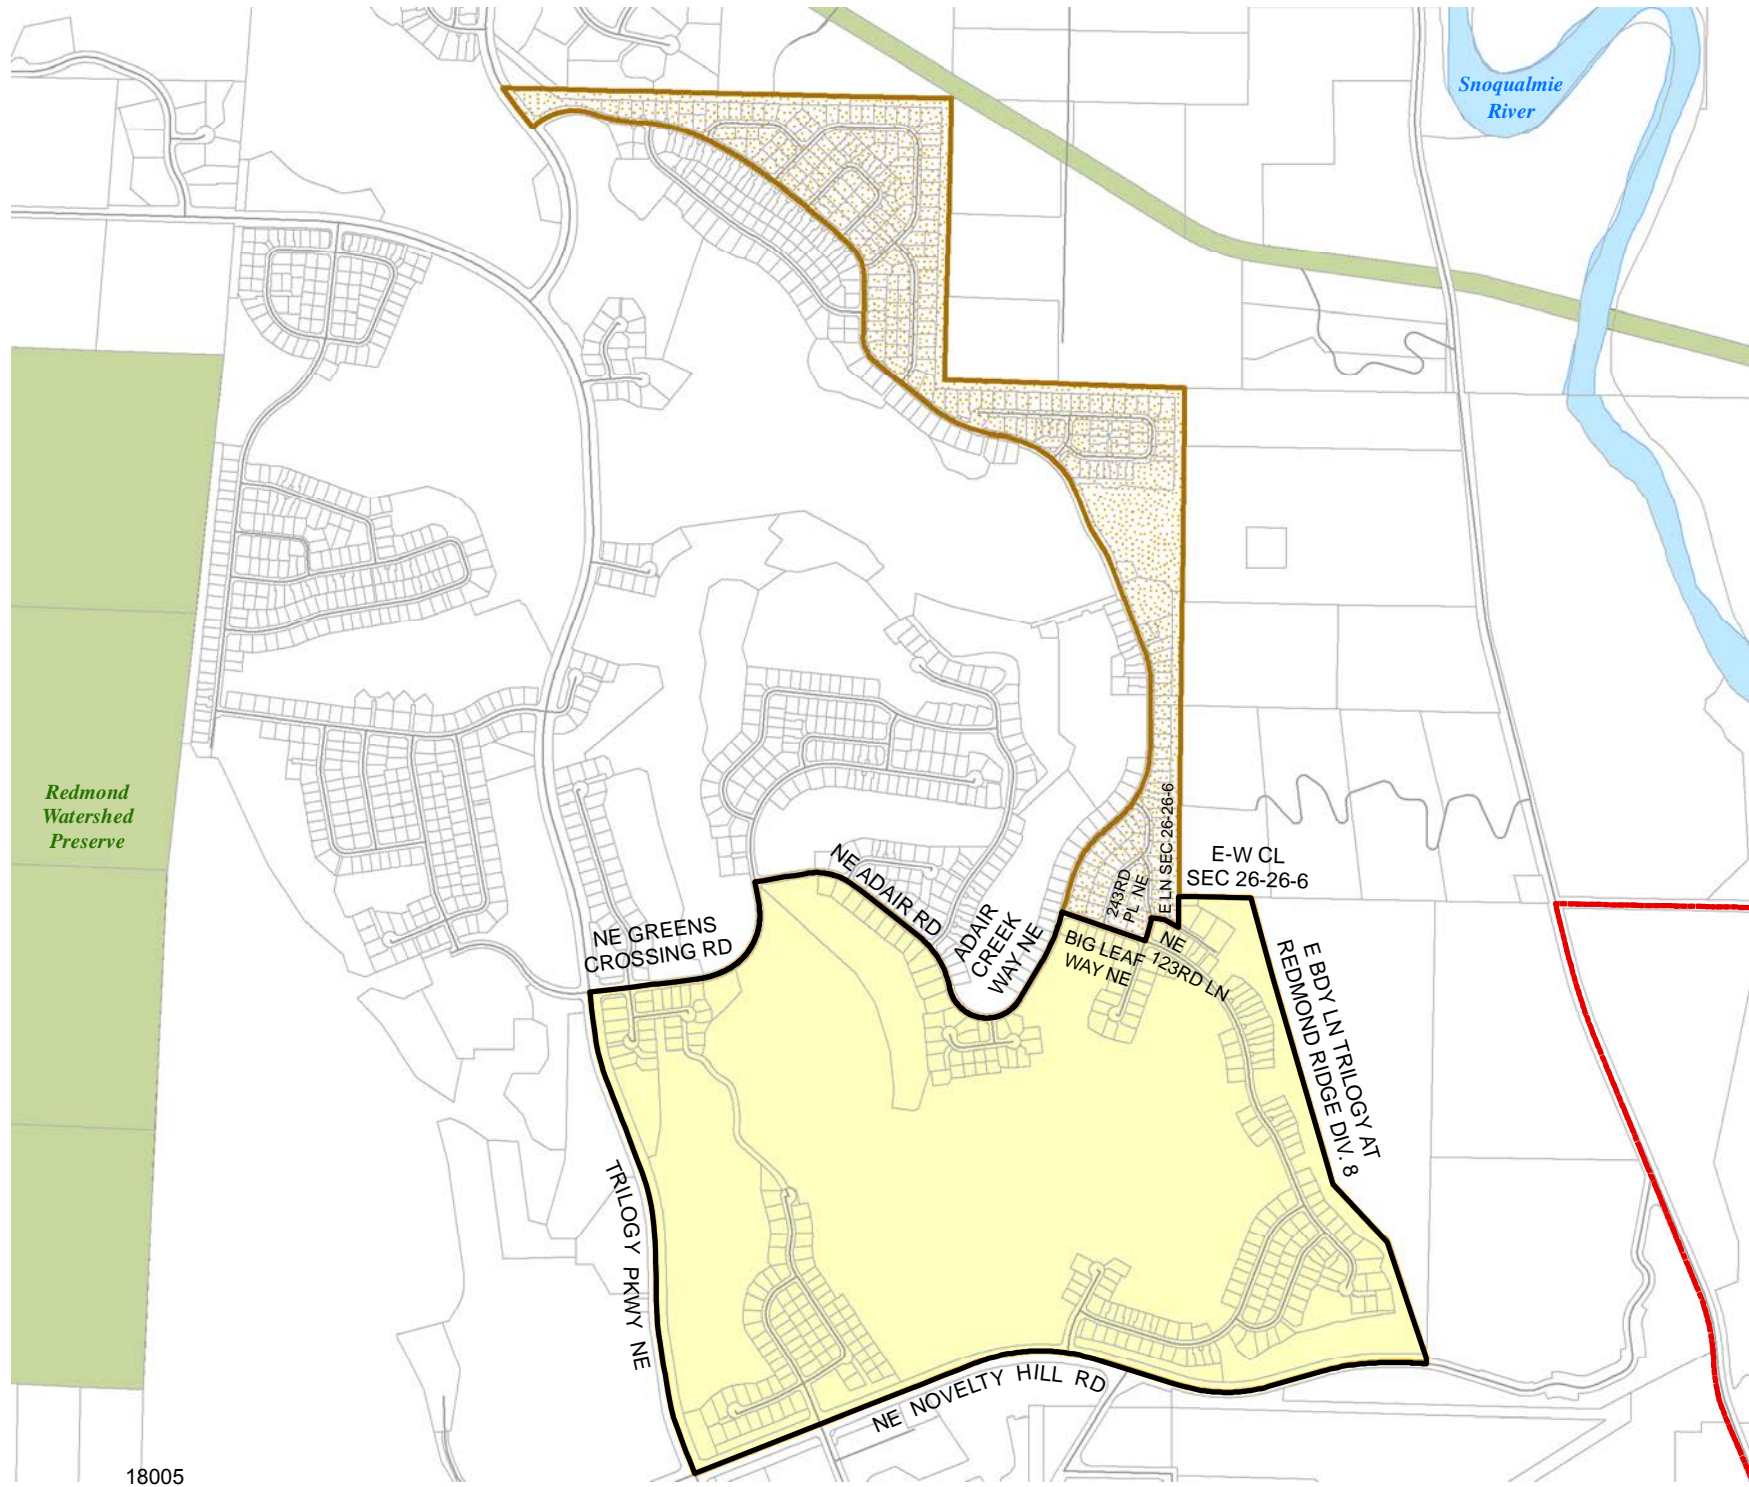 Snoqualmie
River
Redmond
Watershed
Preserve
NE ADAIR RD
ADAIR
CREEK
WAY NE
243RD
PL NE
E LN SEC 26-26-6
E-W CL
SEC 26-26-6
NE GREENS
CROSSING RD
BIG LEAF
WAY NE
NE
123RD LN
E BDY LN TRILOGY AT
REDMOND RIDGE DIV. 8
TRILOGY PKWY NE
NE NOVELTY HILL RD
18005